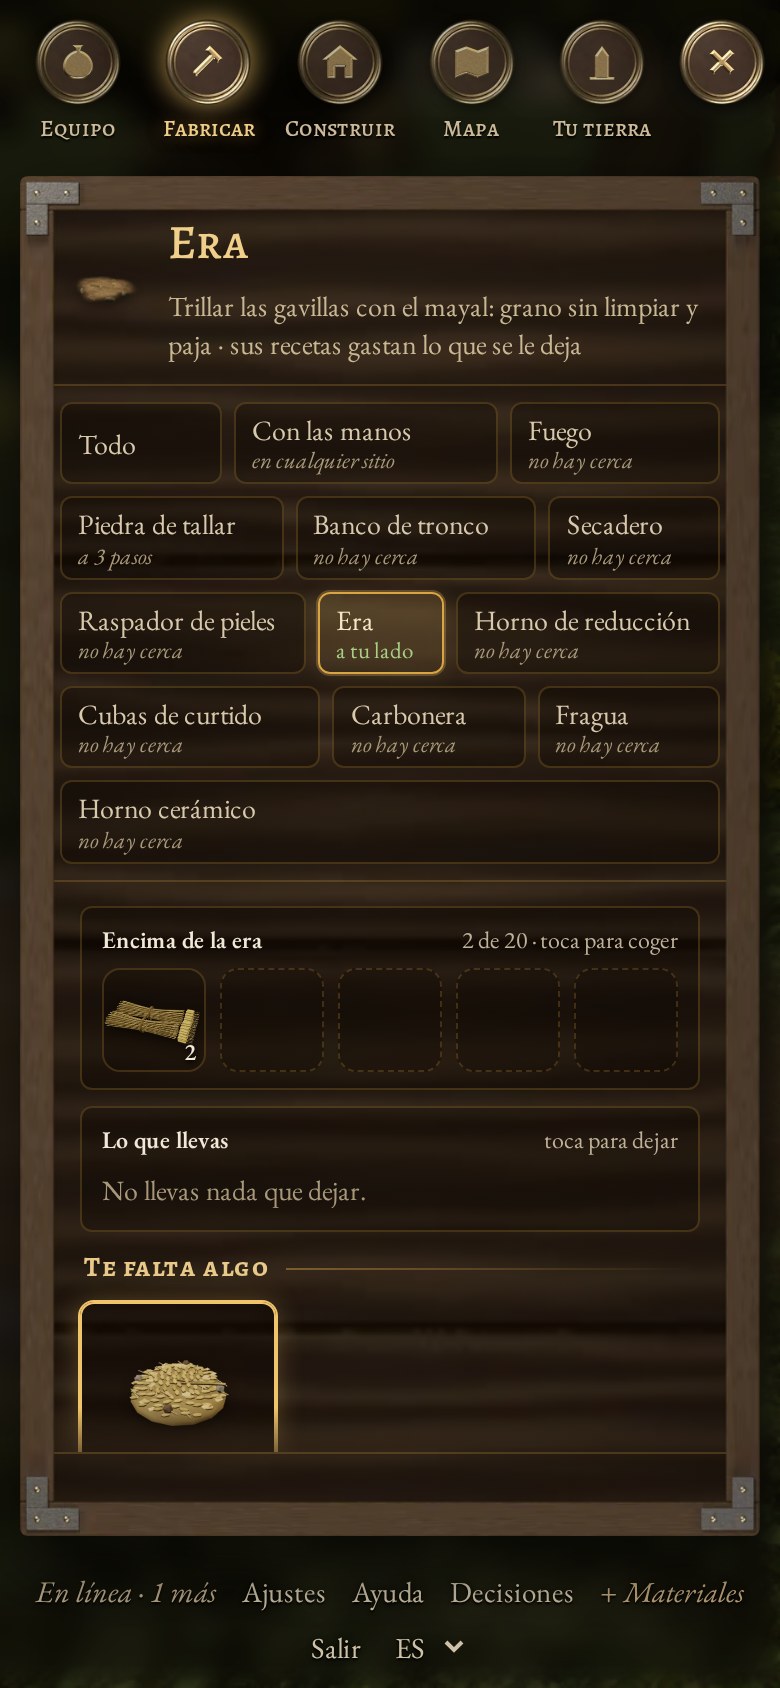 Equipo
Fabricar
Construir
Mapa
Tu tierra
Era
Trillar las gavillas con el mayal: grano sin limpiar y
paja · sus recetas gastan lo que se le deja
Todo
Con las manos
en cualquier sitio
Fuego
no hay cerca
Piedra de tallar
a 3 pasos
Banco de tronco
no hay cerca
Secadero
no hay cerca
Raspador de pieles
no hay cerca
Era
a tu lado
Horno de reducción
no hay cerca
Cubas de curtido
no hay cerca
Carbonera
no hay cerca
Fragua
no hay cerca
Horno cerámico
no hay cerca
Encima de la era
2 de 20 · toca para coger
2
Lo que llevas
toca para dejar
No llevas nada que dejar.
Te falta algo
En línea · 1 más
Ajustes
Ayuda
Decisiones
+ Materiales
Salir
ES